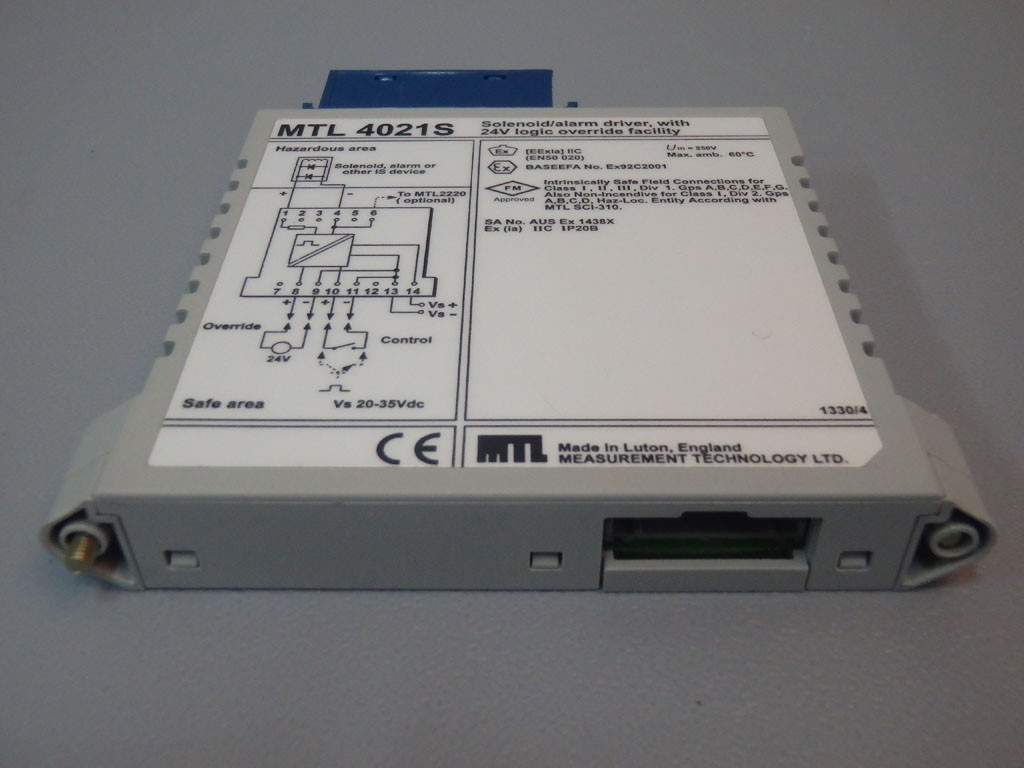 MTL 4021S
Solenoid/alarm driver, with
24V logic override facility
Hazardous area
Solenoid, alarm or
other IS device
+ −
To MTL2220
( optional)
1 2 3 4 5 6
7 8 9 10 11 12 13 14
+ − + −
Vs +
Vs −
Override
24V
Control
Safe area
Vs 20-35Vdc
Ex
[EExia] IIC
(EN50 020)
Um = 250V
Max. amb. 60°C
Ex
BASEEFA No. Ex92C2001
FM
Approved
Intrinsically Safe Field Connections for
Class I , II , III , Div 1. Gps A,B,C,D,E,F,G.
Also Non-Incendive for Class I, Div 2. Gps
A,B,C,D, Haz-Loc. Entity According with
MTL SCI-310.
SA No. AUS Ex 1438X
Ex (ia) IIC IP20B
1330/4
CE
MTL
Made in Luton, England
MEASUREMENT TECHNOLOGY LTD.